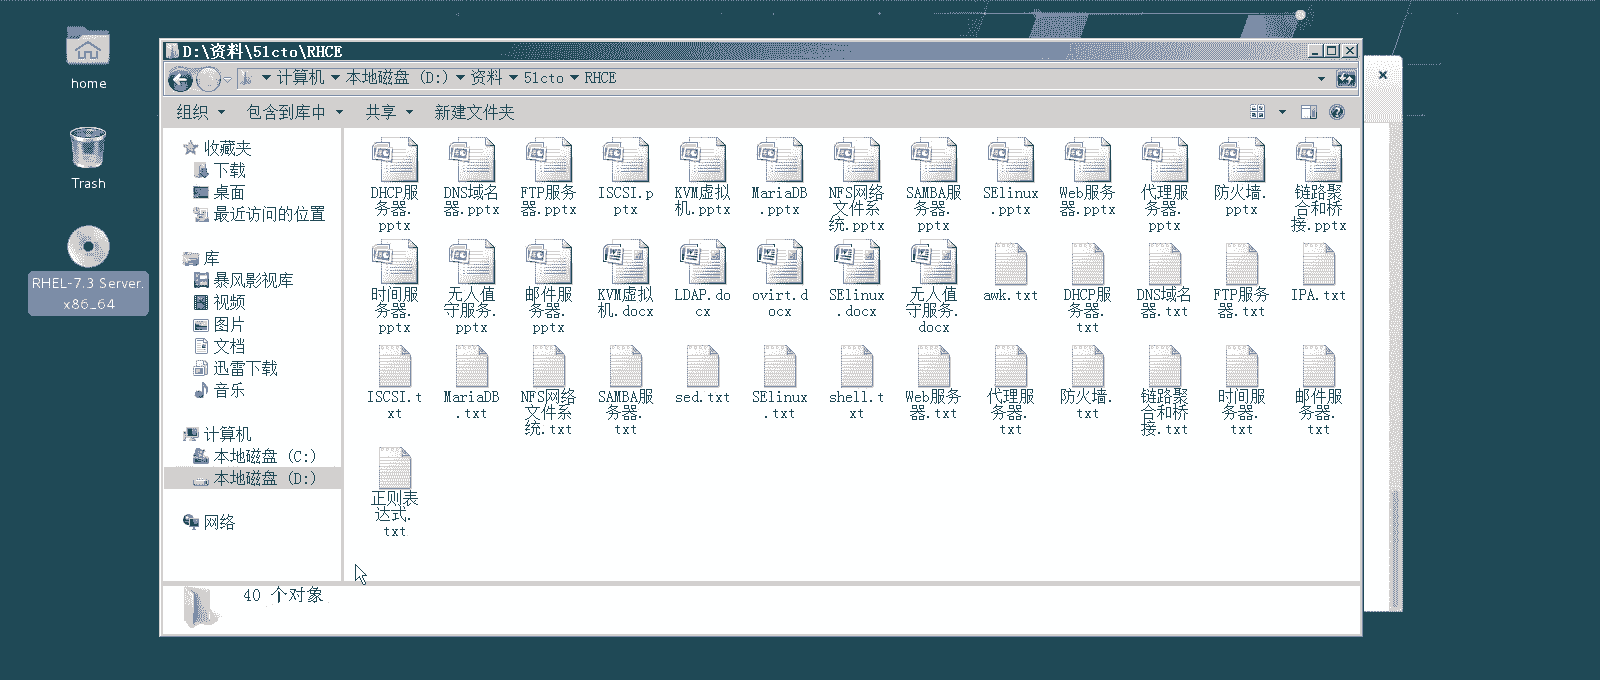 home
Trash
RHEL-7.3 Server.
x86_64
D:\资料\51cto\RHCE
计算机 本地磁盘 (D:) 资料 51cto RHCE
组织 包含到库中 共享 新建文件夹
收藏夹
下载
桌面
最近访问的位置
库
暴风影视库
视频
图片
文档
迅雷下载
音乐
计算机
本地磁盘 (C:)
本地磁盘 (D:)
网络
DHCP服
务器.
pptx
DNS域名
器.pptx
FTP服务
器.pptx
ISCSI.p
ptx
KVM虚拟
机.pptx
MariaDB
.pptx
NFS网络
文件系
统.pptx
SAMBA服
务器.
pptx
SElinux
.pptx
Web服务
器.pptx
代理服
务器.
pptx
防火墙.
pptx
链路聚
合和桥
接.pptx
时间服
务器.
pptx
无人值
守服务.
pptx
邮件服
务器.
pptx
KVM虚拟
机.docx
LDAP.do
cx
ovirt.d
ocx
SElinux
.docx
无人值
守服务.
docx
awk.txt
DHCP服
务器.
txt
DNS域名
器.txt
FTP服务
器.txt
IPA.txt
ISCSI.t
xt
MariaDB
.txt
NFS网络
文件系
统.txt
SAMBA服
务器.
txt
sed.txt
SElinux
.txt
shell.t
xt
Web服务
器.txt
代理服
务器.
txt
防火墙.
txt
链路聚
合和桥
接.txt
时间服
务器.
txt
邮件服
务器.
txt
正则表
达式.
txt
40 个对象